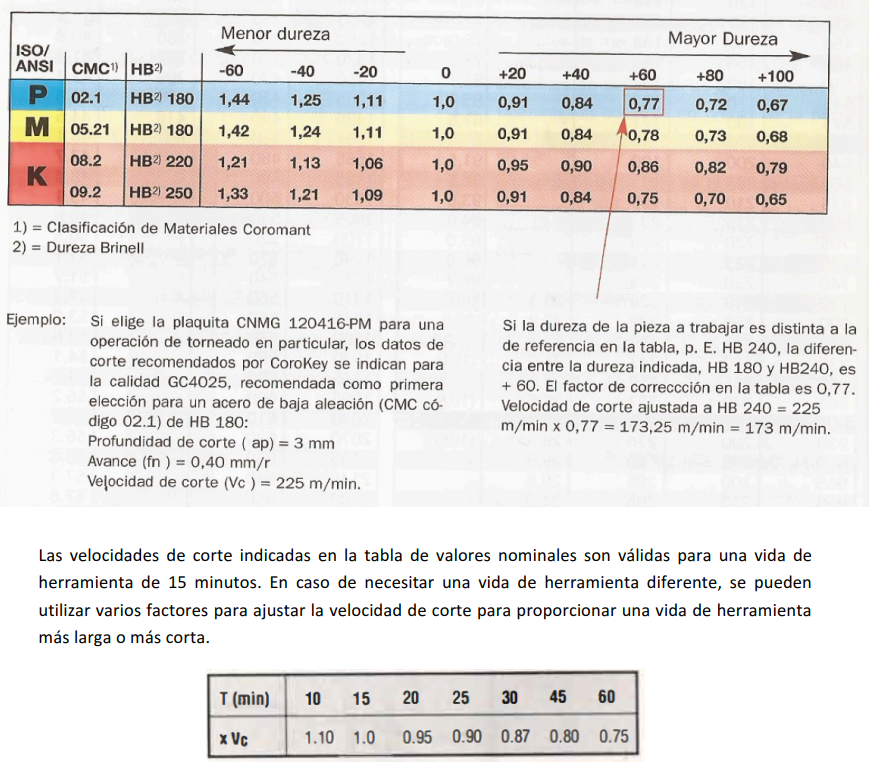 Menor dureza
Mayor Dureza
ISO/
ANSI CMC1) HB2) -60 -40 -20 0 +20 +40 +60 +80 +100
P 02.1 HB2) 180 1,44 1,25 1,11 1,0 0,91 0,84 0,77 0,72 0,67
M 05.21 HB2) 180 1,42 1,24 1,11 1,0 0,91 0,84 0,78 0,73 0,68
K 08.2 HB2) 220 1,21 1,13 1,06 1,0 0,95 0,90 0,86 0,82 0,79
09.2 HB2) 250 1,33 1,21 1,09 1,0 0,91 0,84 0,75 0,70 0,65
1) = Clasificación de Materiales Coromant
2) = Dureza Brinell
Ejemplo: Si elige la plaquita CNMG 120416-PM para una
operación de torneado en particular, los datos de
corte recomendados por CoroKey se indican para
la calidad GC4025, recomendada como primera
elección para un acero de baja aleación (CMC có-
digo 02.1) de HB 180:
Profundidad de corte ( ap) = 3 mm
Avance (fn ) = 0,40 mm/r
Velocidad de corte (Vc ) = 225 m/min.
Si la dureza de la pieza a trabajar es distinta a la
de referencia en la tabla, p. E. HB 240, la diferen-
cia entre la dureza indicada, HB 180 y HB240, es
+ 60. El factor de correccción en la tabla es 0,77.
Velocidad de corte ajustada a HB 240 = 225
m/min x 0,77 = 173,25 m/min = 173 m/min.
Las velocidades de corte indicadas en la tabla de valores nominales son válidas para una vida de
herramienta de 15 minutos. En caso de necesitar una vida de herramienta diferente, se pueden
utilizar varios factores para ajustar la velocidad de corte para proporcionar una vida de herramienta
más larga o más corta.
T (min) 10 15 20 25 30 45 60
x Vc 1.10 1.0 0.95 0.90 0.87 0.80 0.75